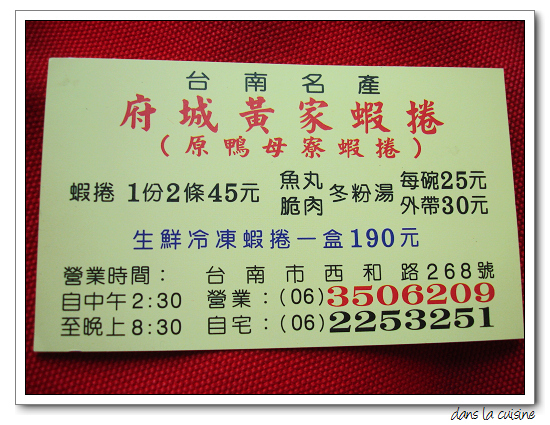 台南名產
府城黃家蝦捲
(原鴨母寮蝦捲)
蝦捲 1份2條45元
魚丸 脆肉 冬粉湯 每碗25元 外帶30元
生鮮冷凍蝦捲一盒190元
營業時間： 台南市西和路268號
自中午2:30 營業：(06)3506209
至晚上8:30 自宅：(06)2253251
dans la cuisine